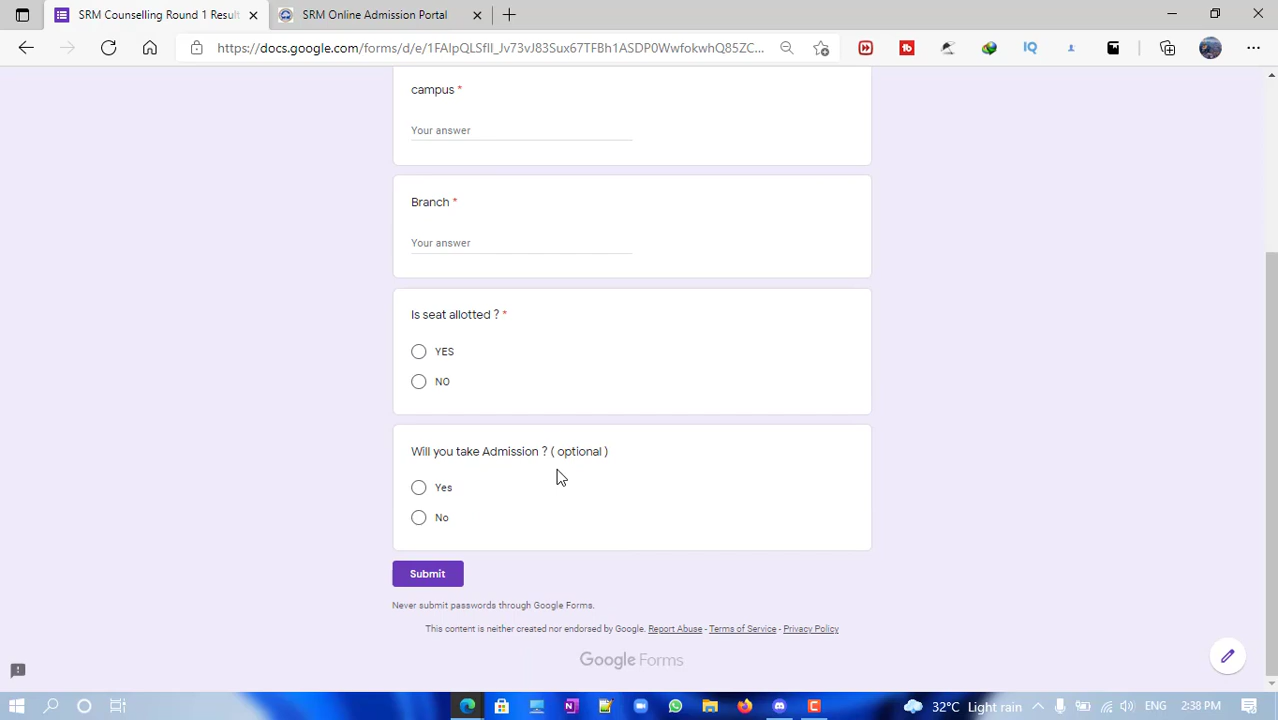 SRM Counselling Round 1 Result
SRM Online Admission Portal
https://docs.google.com/forms/d/e/1FAIpQLSfIl_Jv73vJ83Sux67TFBh1ASDP0WwfokwhQ85ZC...
IQ
campus *
Your answer
Branch *
Your answer
Is seat allotted ? *
YES
NO
Will you take Admission ? ( optional )
Yes
No
Submit
Never submit passwords through Google Forms.
This content is neither created nor endorsed by Google. Report Abuse - Terms of Service - Privacy Policy
Google Forms
32°C Light rain
ENG
2:38 PM